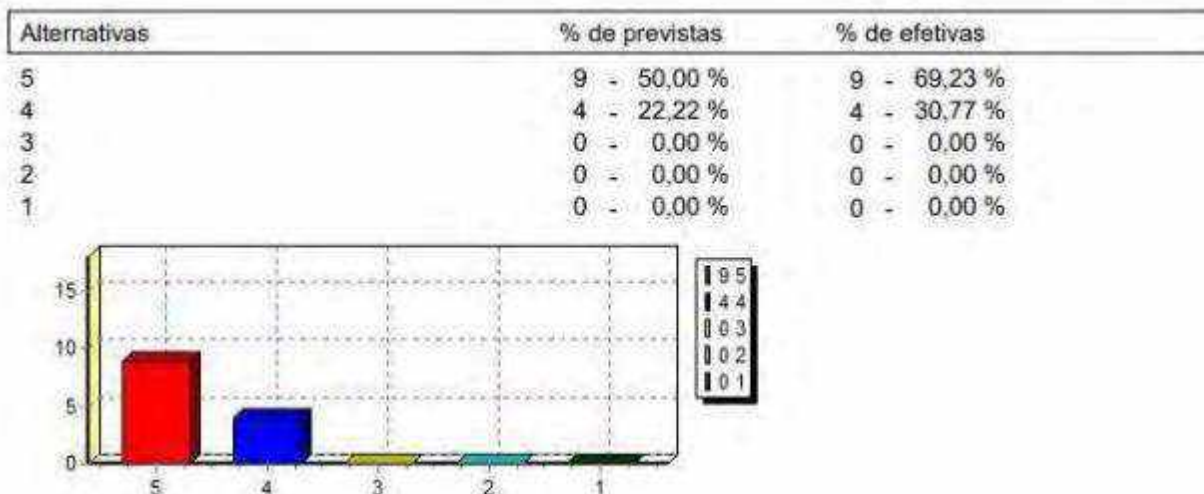 Alternativas % de previstas % de efetivas
5 9 - 50,00 % 9 - 69,23 %
4 4 - 22,22 % 4 - 30,77 %
3 0 - 0,00 % 0 - 0,00 %
2 0 - 0,00 % 0 - 0,00 %
1 0 - 0,00 % 0 - 0,00 %
15
10
5
0
5 4 3 2 1
9 5
4 4
0 3
0 2
0 1